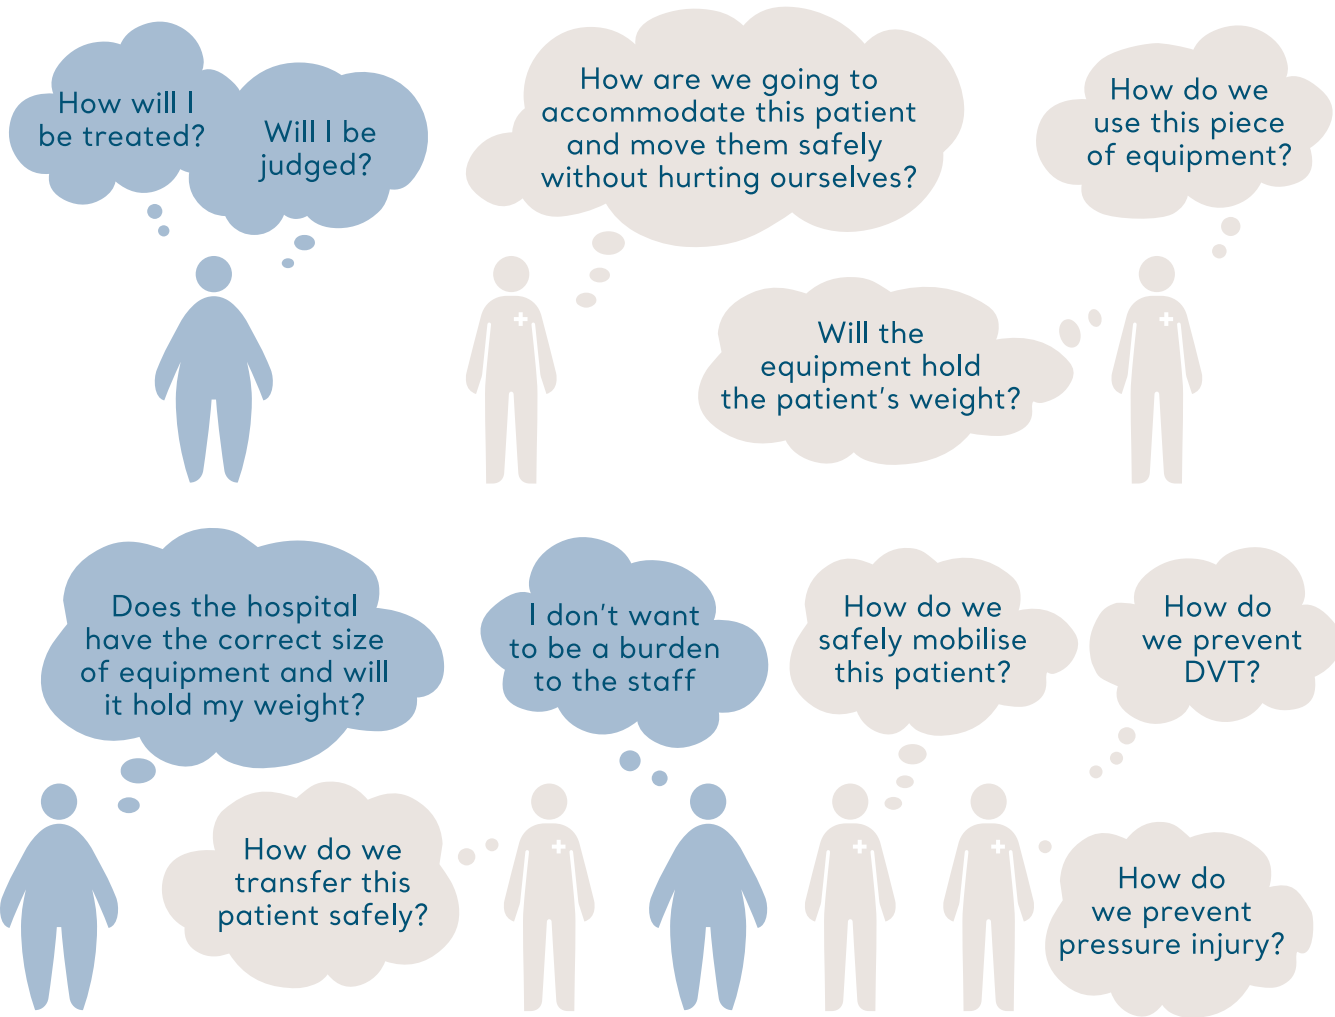 How will I
be treated?
Will I be
judged?
How are we going to
accommodate this patient
and move them safely
without hurting ourselves?
How do we
use this piece
of equipment?
Will the
equipment hold
the patient's weight?
Does the hospital
have the correct size
of equipment and will
it hold my weight?
I don't want
to be a burden
to the staff
How do we
safely mobilise
this patient?
How do
we prevent
DVT?
How do we
transfer this
patient safely?
How do
we prevent
pressure injury?